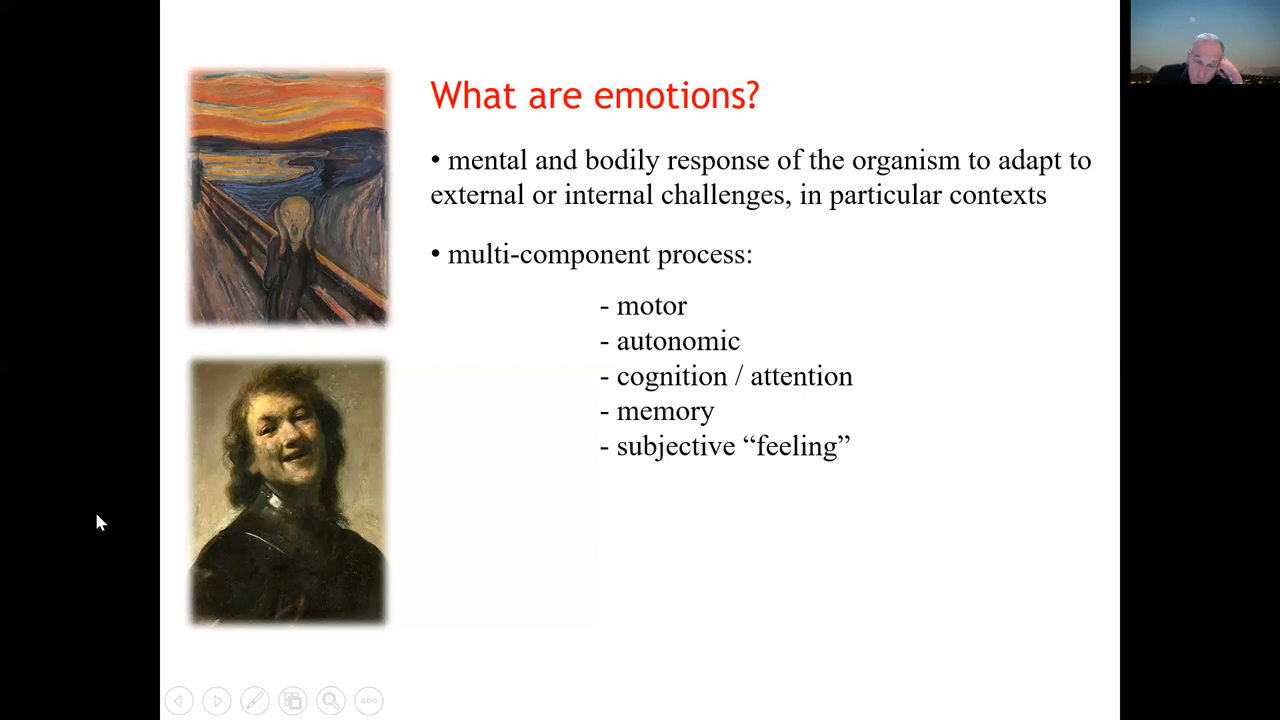 What are emotions?
• mental and bodily response of the organism to adapt to
external or internal challenges, in particular contexts
• multi-component process:
- motor
- autonomic
- cognition / attention
- memory
- subjective “feeling”